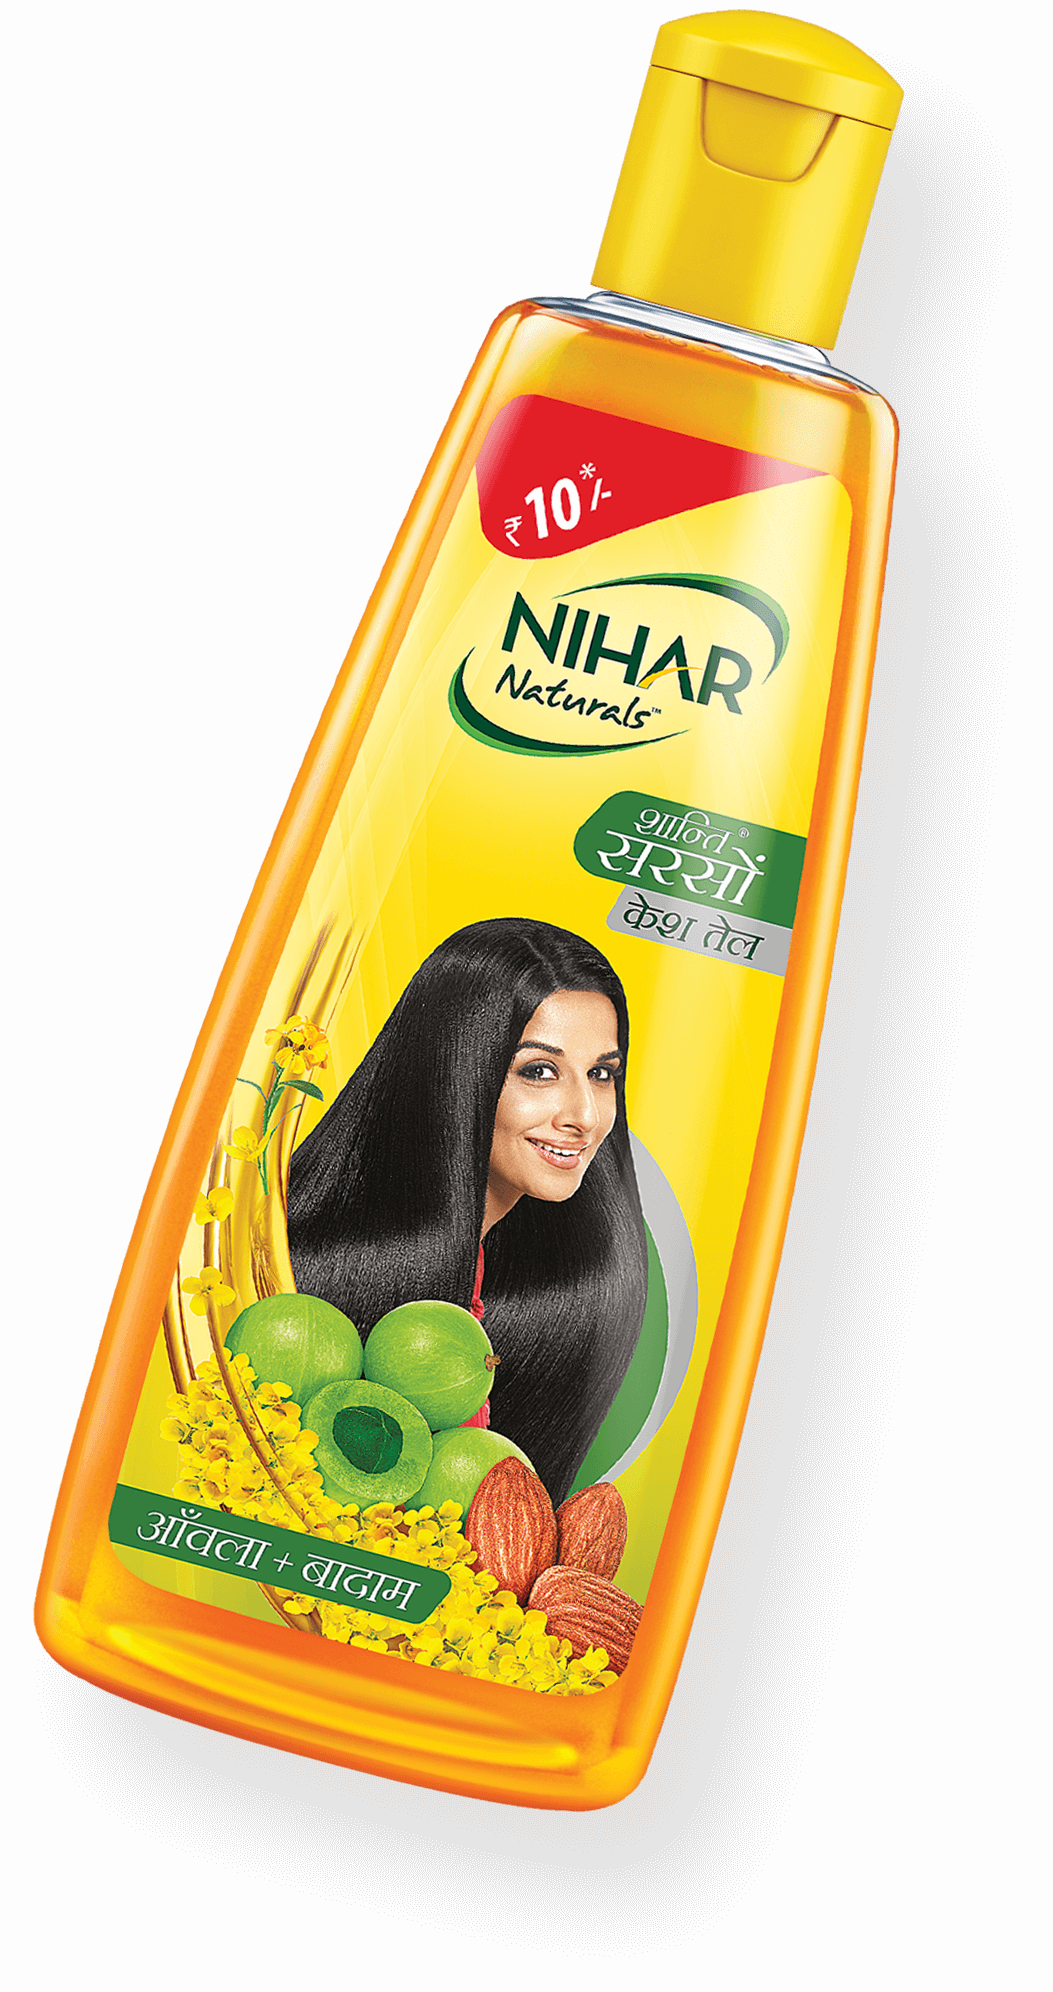 ₹10*/-
NIHAR
Naturals™
शान्ति®
सरसों
केश तेल
आँवला + बादाम